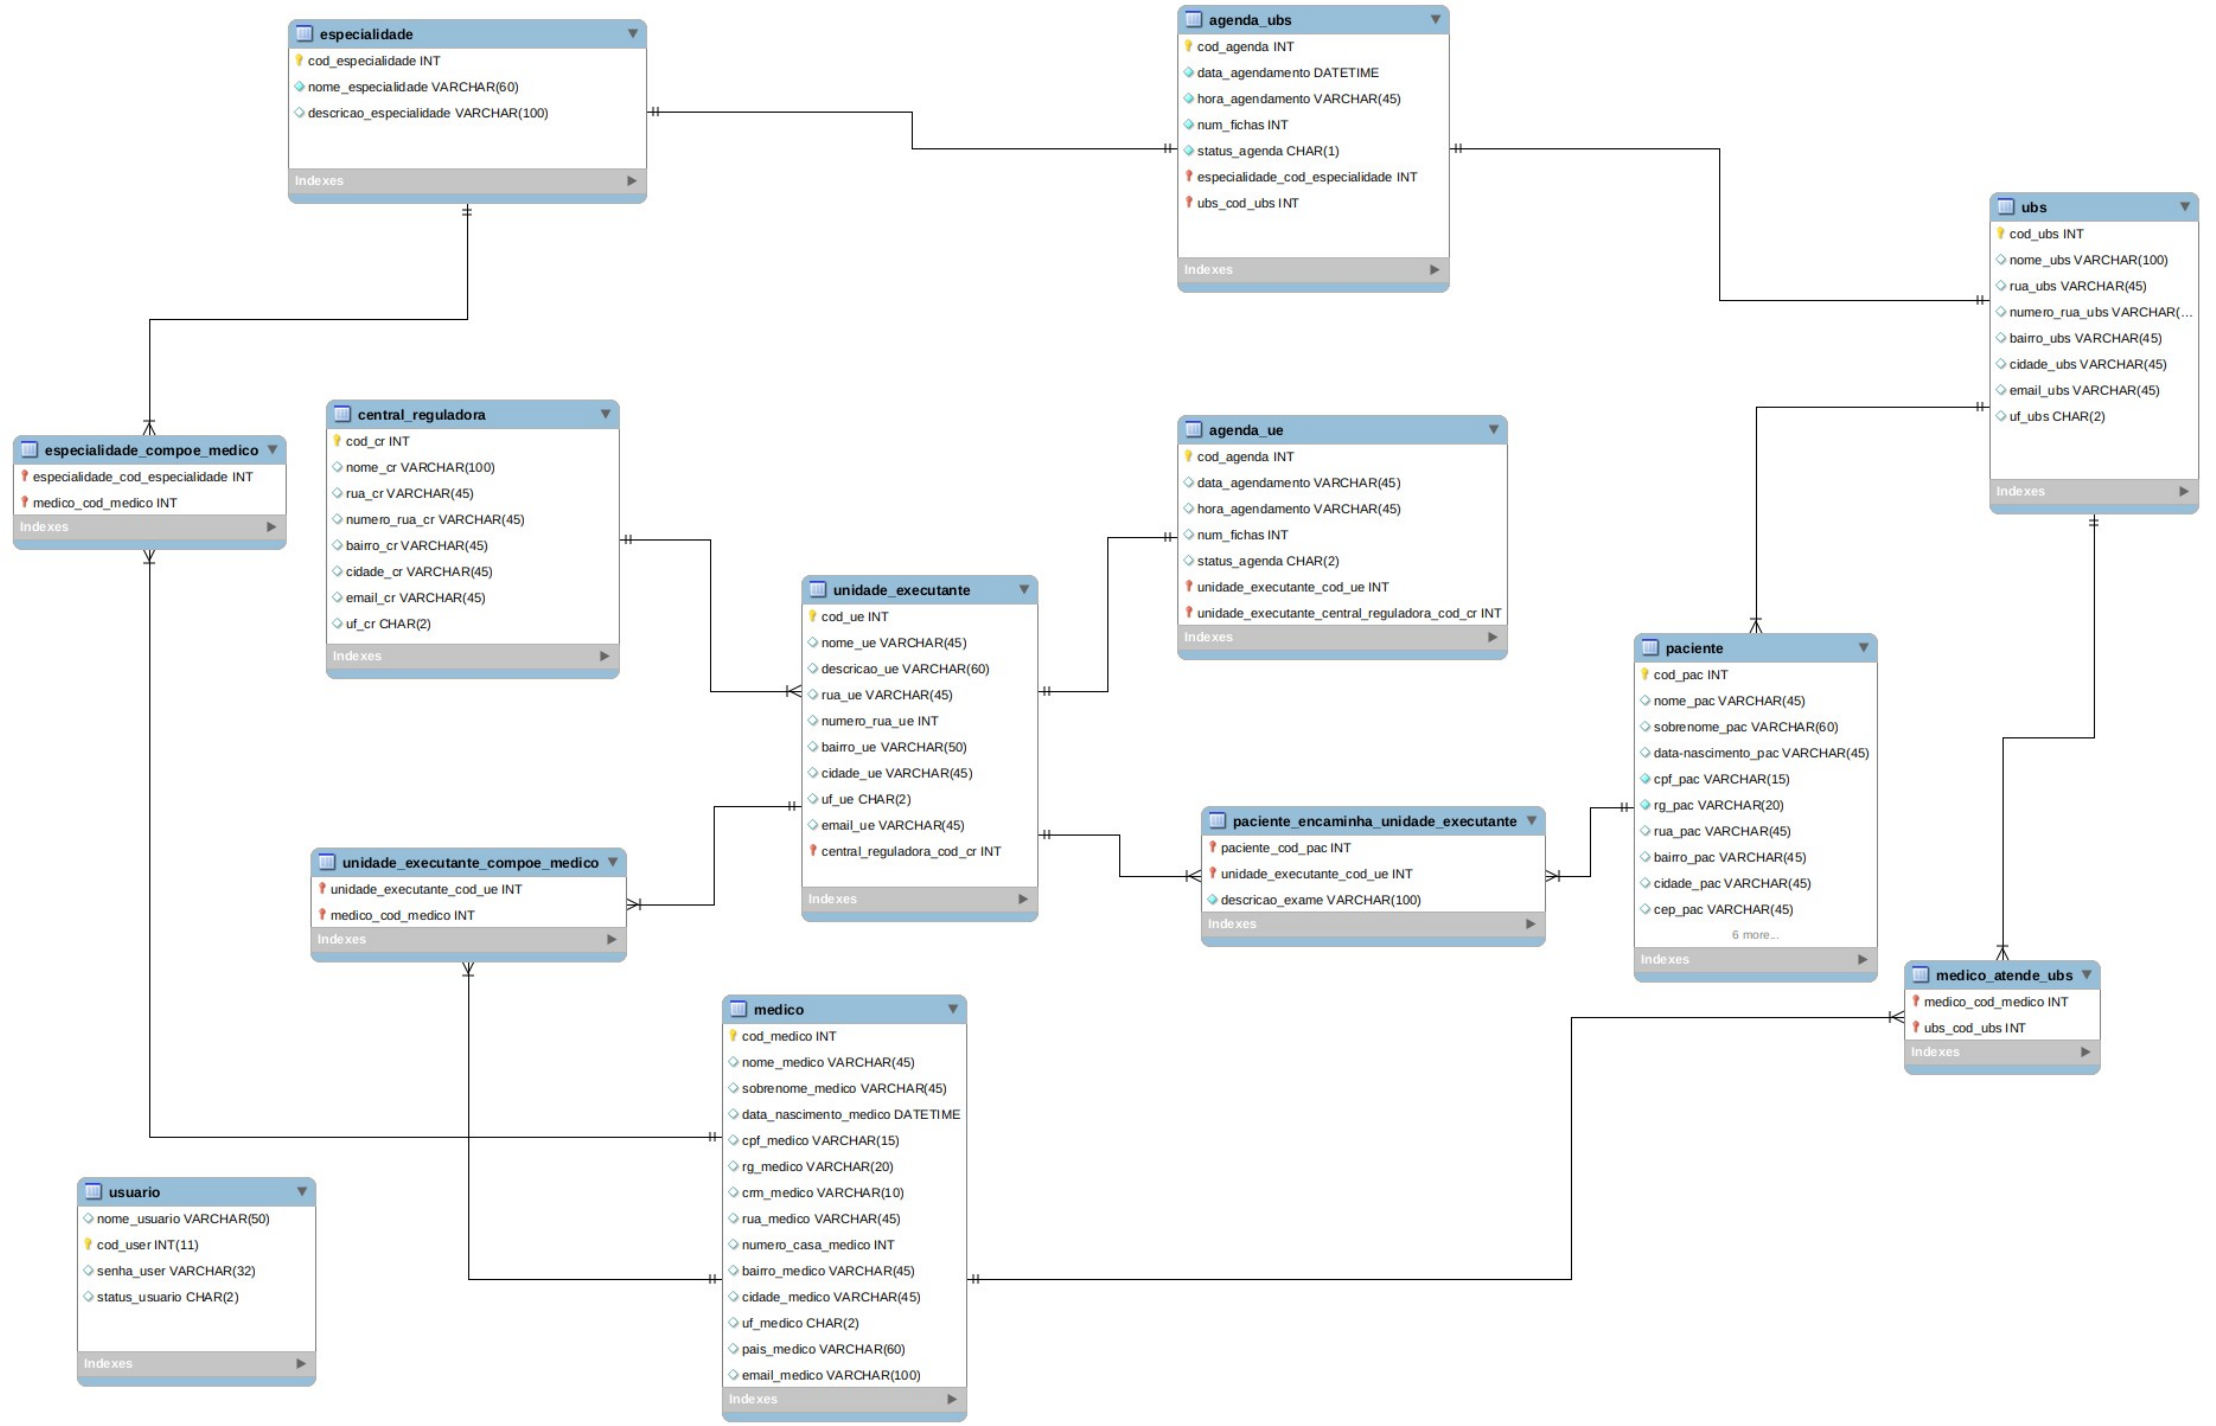 especialidade
cod_especialidade INT
nome_especialidade VARCHAR(60)
descricao_especialidade VARCHAR(100)
Indexes
agenda_ubs
cod_agenda INT
data_agendamento DATETIME
hora_agendamento VARCHAR(45)
num_fichas INT
status_agenda CHAR(1)
especialidade_cod_especialidade INT
ubs_cod_ubs INT
Indexes
ubs
cod_ubs INT
nome_ubs VARCHAR(100)
rua_ubs VARCHAR(45)
numero_rua_ubs VARCHAR(...
bairro_ubs VARCHAR(45)
cidade_ubs VARCHAR(45)
email_ubs VARCHAR(45)
uf_ubs CHAR(2)
Indexes
especialidade_compoe_medico
especialidade_cod_especialidade INT
medico_cod_medico INT
Indexes
central_reguladora
cod_cr INT
nome_cr VARCHAR(100)
rua_cr VARCHAR(45)
numero_rua_cr VARCHAR(45)
bairro_cr VARCHAR(45)
cidade_cr VARCHAR(45)
email_cr VARCHAR(45)
uf_cr CHAR(2)
Indexes
agenda_ue
cod_agenda INT
data_agendamento VARCHAR(45)
hora_agendamento VARCHAR(45)
num_fichas INT
status_agenda CHAR(2)
unidade_executante_cod_ue INT
unidade_executante_central_reguladora_cod_cr INT
Indexes
unidade_executante
cod_ue INT
nome_ue VARCHAR(45)
descricao_ue VARCHAR(60)
rua_ue VARCHAR(45)
numero_rua_ue INT
bairro_ue VARCHAR(50)
cidade_ue VARCHAR(45)
uf_ue CHAR(2)
email_ue VARCHAR(45)
central_reguladora_cod_cr INT
Indexes
paciente
cod_pac INT
nome_pac VARCHAR(45)
sobrenome_pac VARCHAR(60)
data-nascimento_pac VARCHAR(45)
cpf_pac VARCHAR(15)
rg_pac VARCHAR(20)
rua_pac VARCHAR(45)
bairro_pac VARCHAR(45)
cidade_pac VARCHAR(45)
cep_pac VARCHAR(45)
6 more...
Indexes
paciente_encaminha_unidade_executante
paciente_cod_pac INT
unidade_executante_cod_ue INT
descricao_exame VARCHAR(100)
Indexes
unidade_executante_compoe_medico
unidade_executante_cod_ue INT
medico_cod_medico INT
Indexes
medico_atende_ubs
medico_cod_medico INT
ubs_cod_ubs INT
Indexes
medico
cod_medico INT
nome_medico VARCHAR(45)
sobrenome_medico VARCHAR(45)
data_nascimento_medico DATETIME
cpf_medico VARCHAR(15)
rg_medico VARCHAR(20)
crm_medico VARCHAR(10)
rua_medico VARCHAR(45)
numero_casa_medico INT
bairro_medico VARCHAR(45)
cidade_medico VARCHAR(45)
uf_medico CHAR(2)
pais_medico VARCHAR(60)
email_medico VARCHAR(100)
Indexes
usuario
nome_usuario VARCHAR(50)
cod_user INT(11)
senha_user VARCHAR(32)
status_usuario CHAR(2)
Indexes